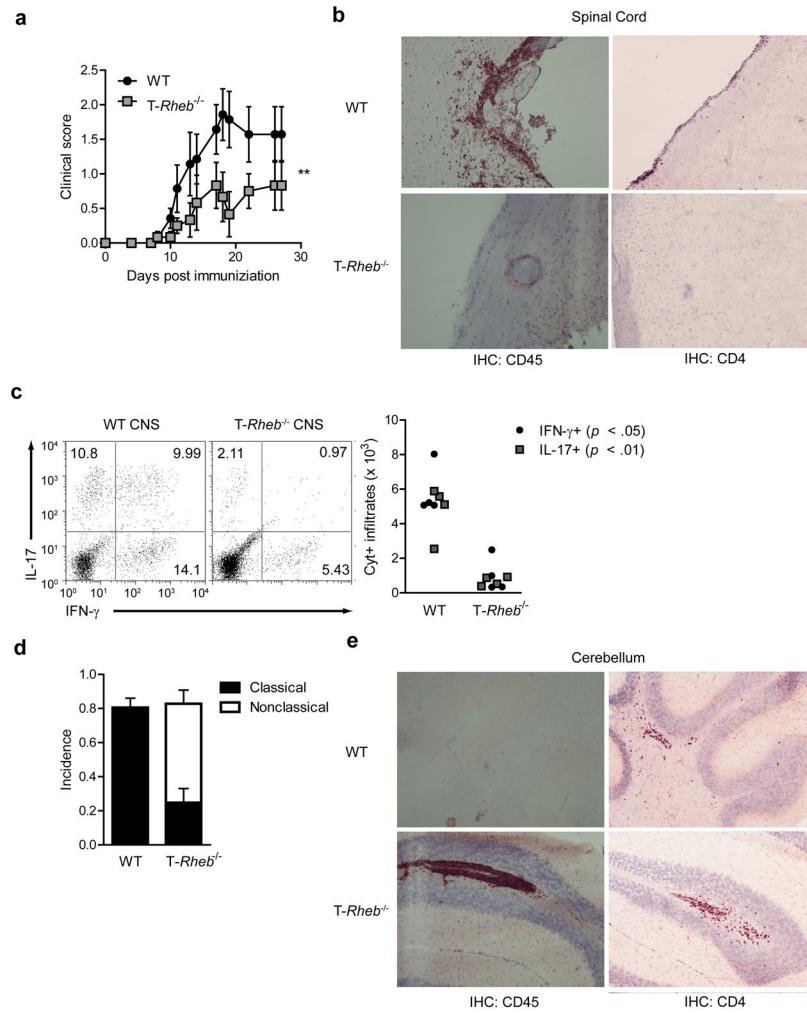 a
2.5
2.0
1.5
1.0
0.5
0.0
Clinical score
0 10 20 30
Days post immuniziation
WT
T-Rheb-/-
**
b
Spinal Cord
WT
T-Rheb-/-
IHC: CD45 IHC: CD4
c
WT CNS T-Rheb-/- CNS
10.8 9.99 2.11 0.97
14.1 5.43
10⁴
10³
10²
10¹
10⁰
IL-17
10⁰ 10¹ 10² 10³ 10⁴ 10⁰ 10¹ 10² 10³ 10⁴
IFN-γ
10
8
6
4
2
0
Cyt+ infiltrates (x 10³)
WT T-Rheb-/-
IFN-γ+ (p < .05)
IL-17+ (p < .01)
d
1.0
0.8
0.6
0.4
0.2
0.0
Incidence
WT T-Rheb-/-
Classical
Nonclassical
e
Cerebellum
WT
T-Rheb-/-
IHC: CD45 IHC: CD4